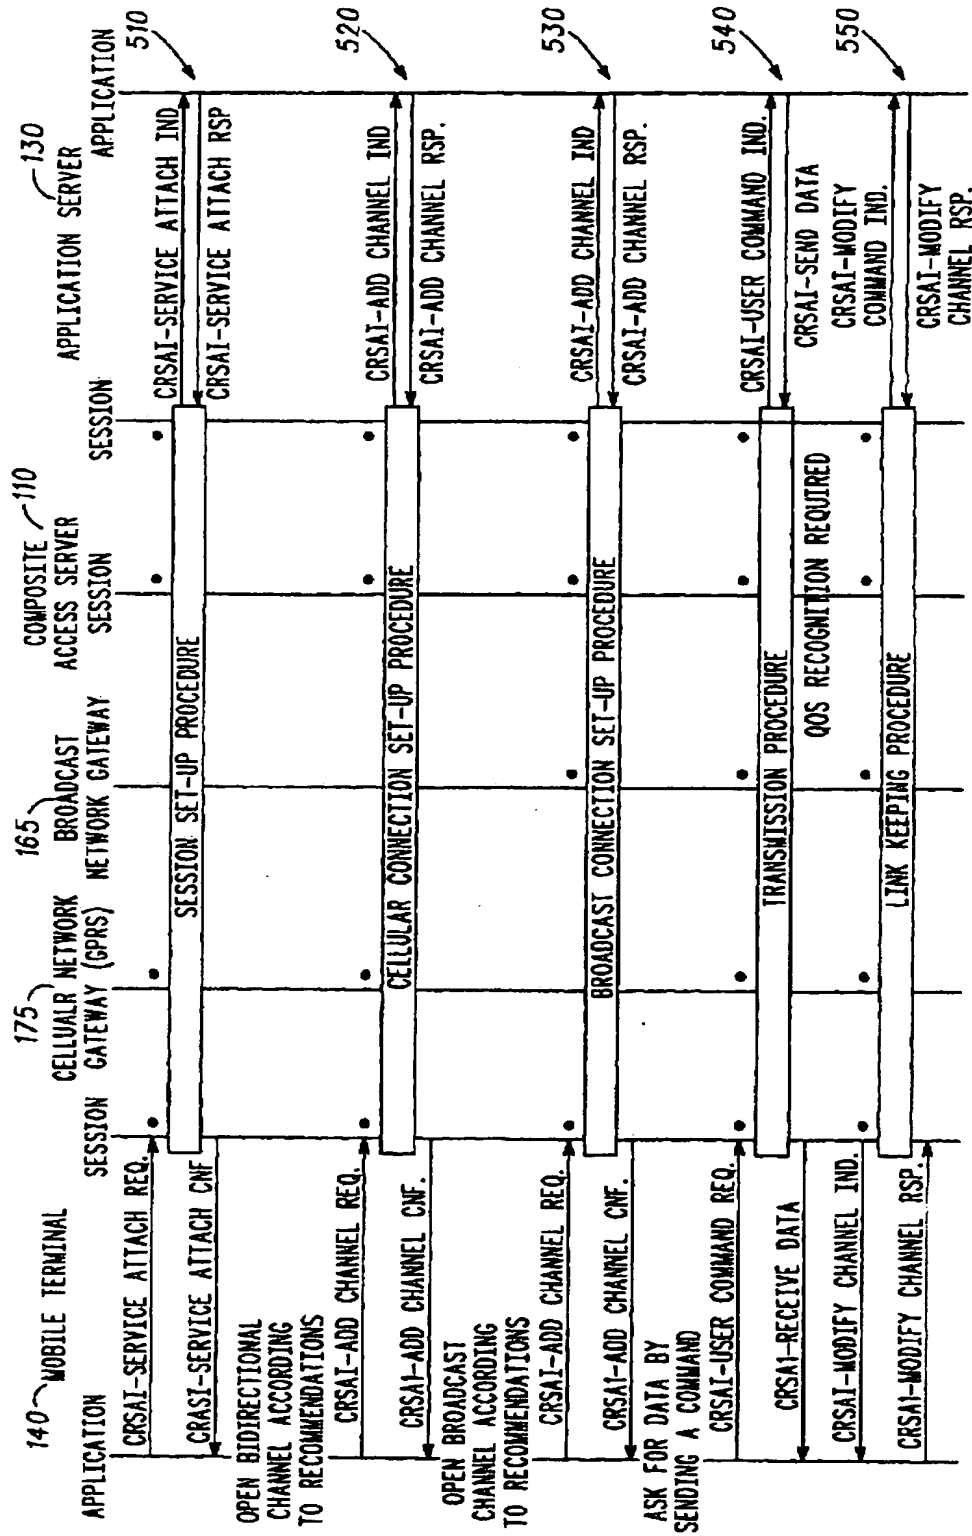 140
MOBILE TERMINAL
APPLICATION
SESSION
175
CELLUALR NETWORK
GATEWAY (GPRS)
165
BROADCAST
NETWORK GATEWAY
COMPOSITE 110
ACCESS SERVER
SESSION
130
APPLICATION SERVER
SESSION
APPLICATION
CRSAI-SERVICE ATTACH REQ.
CRASI-SERVICE ATTACH CNF
SESSION SET-UP PROCEDURE
CRSAI-SERVICE ATTACH IND
CRSAI-SERVICE ATTACH RSP
510
OPEN BIDIRECTIONAL
CHANNEL ACCORDING
TO RECOMMENDATIONS
CRSAI-ADD CHANNEL REQ.
CRSA1-ADD CHANNEL CNF.
CELLULAR CONNECTION SET-UP PROCEDURE
CRSAI-ADD CHANNEL IND
CRSAI-ADD CHANNEL RSP.
520
OPEN BROADCAST
CHANNEL ACCORDING
TO RECOMMENDATIONS
CRSAI-ADD CHANNEL REQ.
CRSA1-ADD CHANNEL CNF.
BROADCAST CONNECTION SET-UP PROCEDURE
CRSAI-ADD CHANNEL IND
CRSAI-ADD CHANNEL RSP.
530
ASK FOR DATA BY
SENDING A COMMAND
CRSAI-USER COMMAND REQ.
CRSA1-RECEIVE DATA
TRANSMISSION PROCEDURE
QOS RECOGNITION REQUIRED
CRSAI-USER COMMAND IND.
CRSAI-SEND DATA
540
CRSAI-MODIFY CHANNEL IND.
CRSA1-MODIFY CHANNEL RSP.
LINK KEEPING PROCEDURE
CRSAI-MODIFY
COMMAND IND.
CRSAI-MODIFY
CHANNEL RSP.
550